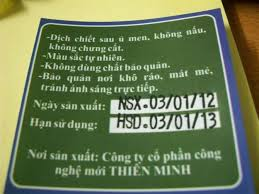 -Dịch chiết sau ủ men, không nấu,
không chưng cất.
-Màu sắc tự nhiên.
-Không dùng chất bảo quản.
-Bảo quản nơi khô ráo, mát mẻ,
tránh ánh sáng trực tiếp.
Ngày sản xuất: NSX.03/01/12
Hạn sử dụng: HSD.03/01/13
Nơi sản xuất: Công ty cổ phần công
nghệ mới THIÊN MINH